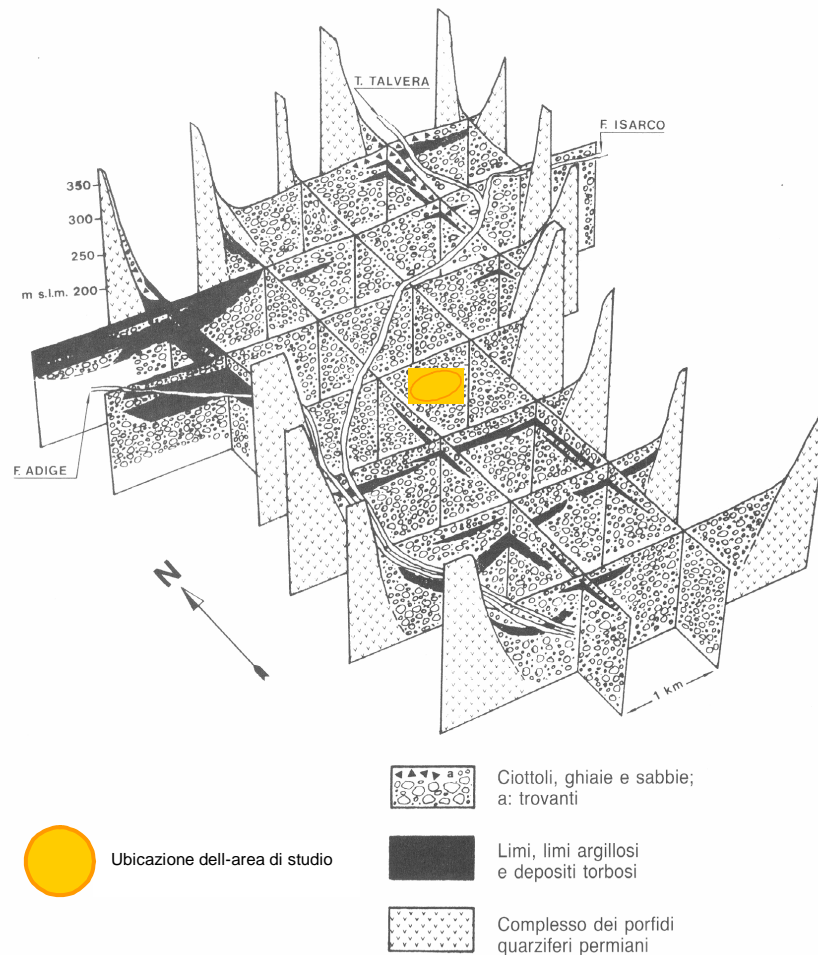 T. TALVERA
F. ISARCO
350
300
250
m s.l.m. 200
F. ADIGE
N
1 km
a
Ciottoli, ghiaie e sabbie;
a: trovanti
Ubicazione dell-area di studio
Limi, limi argillosi
e depositi torbosi
Complesso dei porfidi
quarziferi permiani